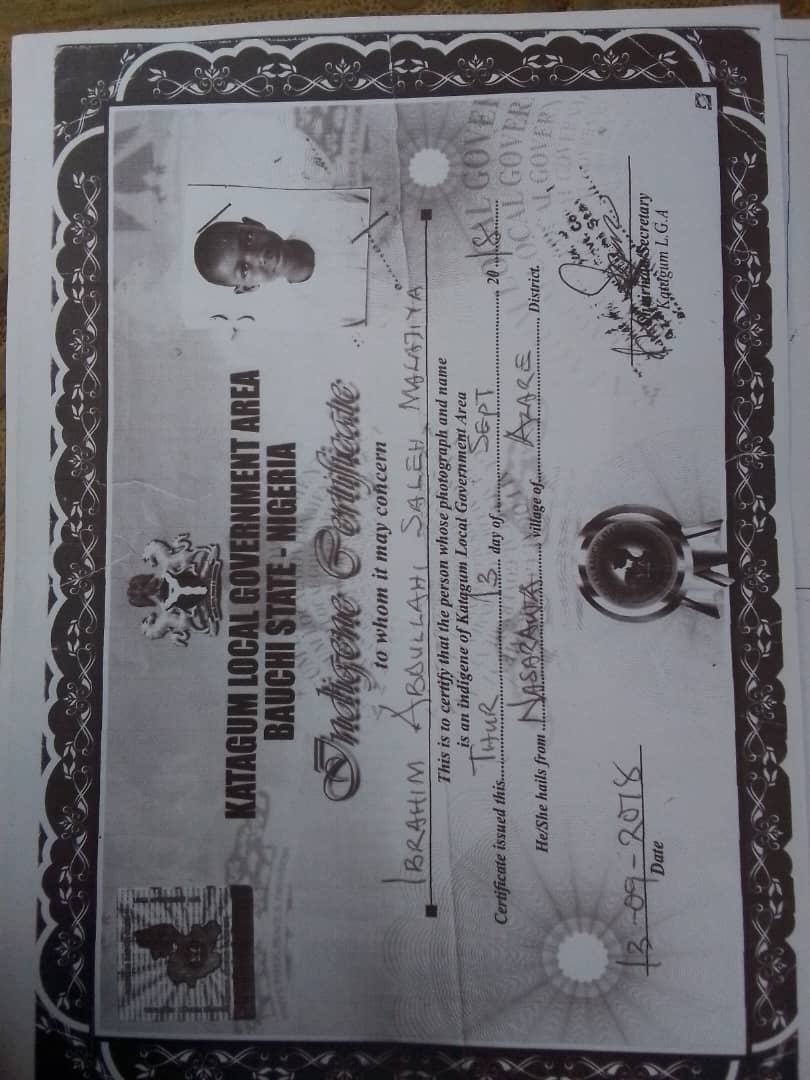 KATAGUM LOCAL GOVERNMENT AREA
BAUCHI STATE - NIGERIA
Indigene Certificate
to whom it may concern
IBRAHIM ABDULLAHI SALEH MALAJIYA
This is to certify that the person whose photograph and name
is an indigene of Katagum Local Government Area
Certificate issued this THUR 13 day of SEPT 2018
He/She hails from NASARAWA village of AZARE District.
13-09-2018
Date
Secretary
Katagum L.G.A